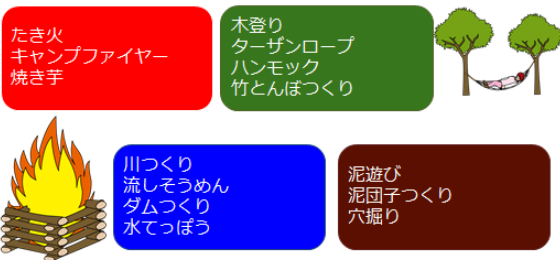 たき火
キャンプファイヤー
焼き芋
木登り
ターザンロープ
ハンモック
竹とんぼつくり
川つくり
流しそうめん
ダムつくり
水てっぽう
泥遊び
泥団子つくり
穴掘り